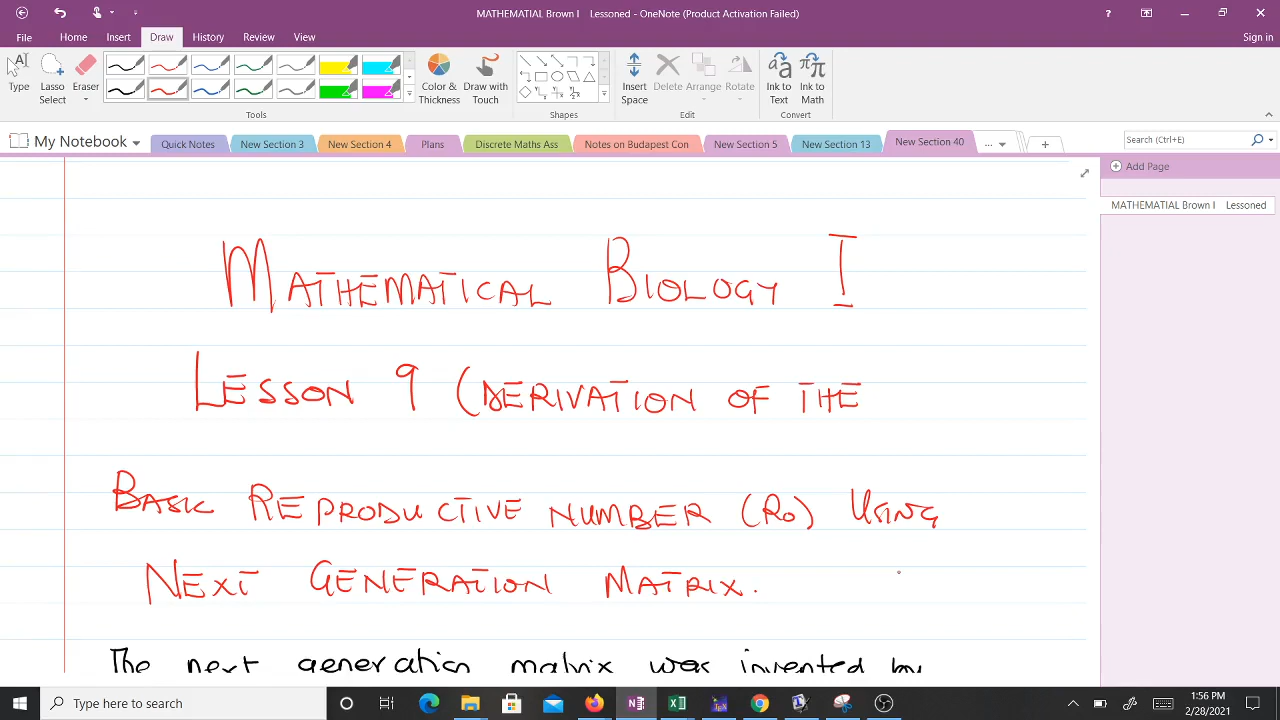 MATHEMATIAL Brown I    Lessoned - OneNote (Product Activation Failed)
File Home Insert Draw History Review View
Sign in
Type Lasso Select Eraser Color & Thickness Draw with Touch Insert Space Delete Arrange Rotate Ink to Text Ink to Math
Tools Shapes Edit Convert
My Notebook Quick Notes New Section 3 New Section 4 Plans Discrete Maths Ass Notes on Budapest Con New Section 5 New Section 13 New Section 40 ... Search (Ctrl+E)
Add Page
MATHEMATIAL Brown I    Lessoned
MATHEMATICAL BIOLOGY I
LESSON 9 (DERIVATION OF THE
BASIC REPRODUCTIVE NUMBER (Ro) USING
NEXT GENERATION MATRIX.
The next generation matrix was invented by
Type here to search
1:56 PM
2/28/2021